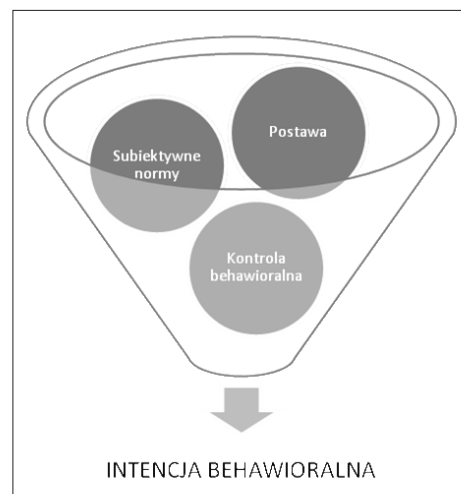 Postawa
Subiektywne
normy
Kontrola
behawioralna
INTENCJA BEHAWIORALNA